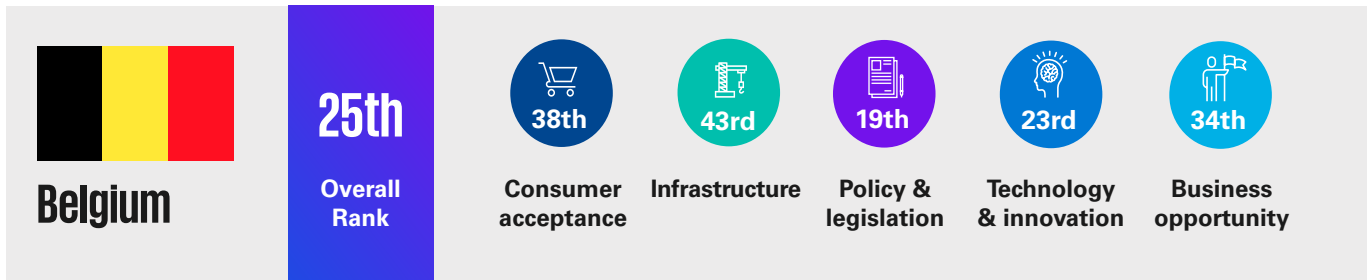 Belgium
25th
Overall
Rank
38th
Consumer
acceptance
43rd
Infrastructure
19th
Policy &
legislation
23rd
Technology
& innovation
34th
Business
opportunity